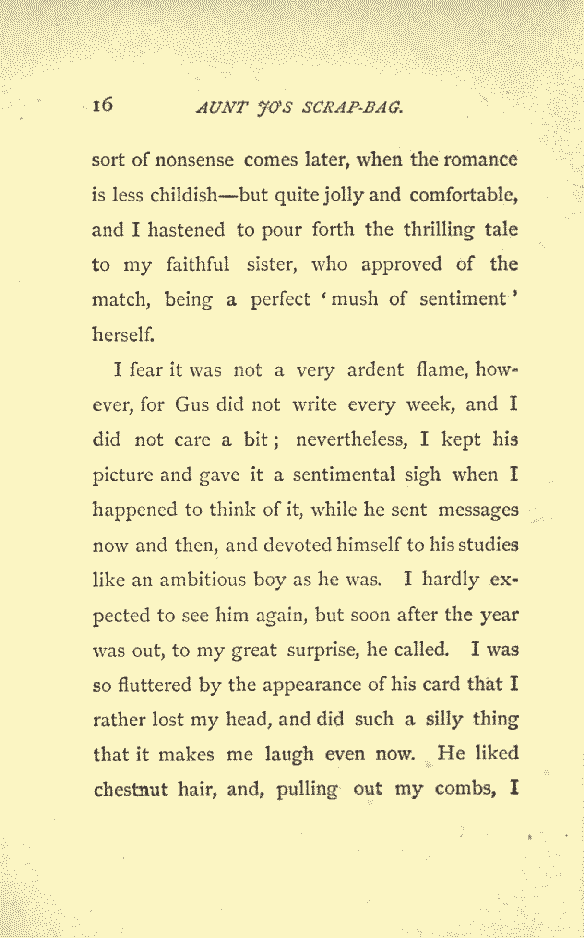 16 AUNT JO'S SCRAP-BAG.
sort of nonsense comes later, when the romance
is less childish—but quite jolly and comfortable,
and I hastened to pour forth the thrilling tale
to my faithful sister, who approved of the
match, being a perfect ‘mush of sentiment’
herself.
I fear it was not a very ardent flame, how-
ever, for Gus did not write every week, and I
did not care a bit; nevertheless, I kept his
picture and gave it a sentimental sigh when I
happened to think of it, while he sent messages
now and then, and devoted himself to his studies
like an ambitious boy as he was. I hardly ex-
pected to see him again, but soon after the year
was out, to my great surprise, he called. I was
so fluttered by the appearance of his card that I
rather lost my head, and did such a silly thing
that it makes me laugh even now. He liked
chestnut hair, and, pulling out my combs, I